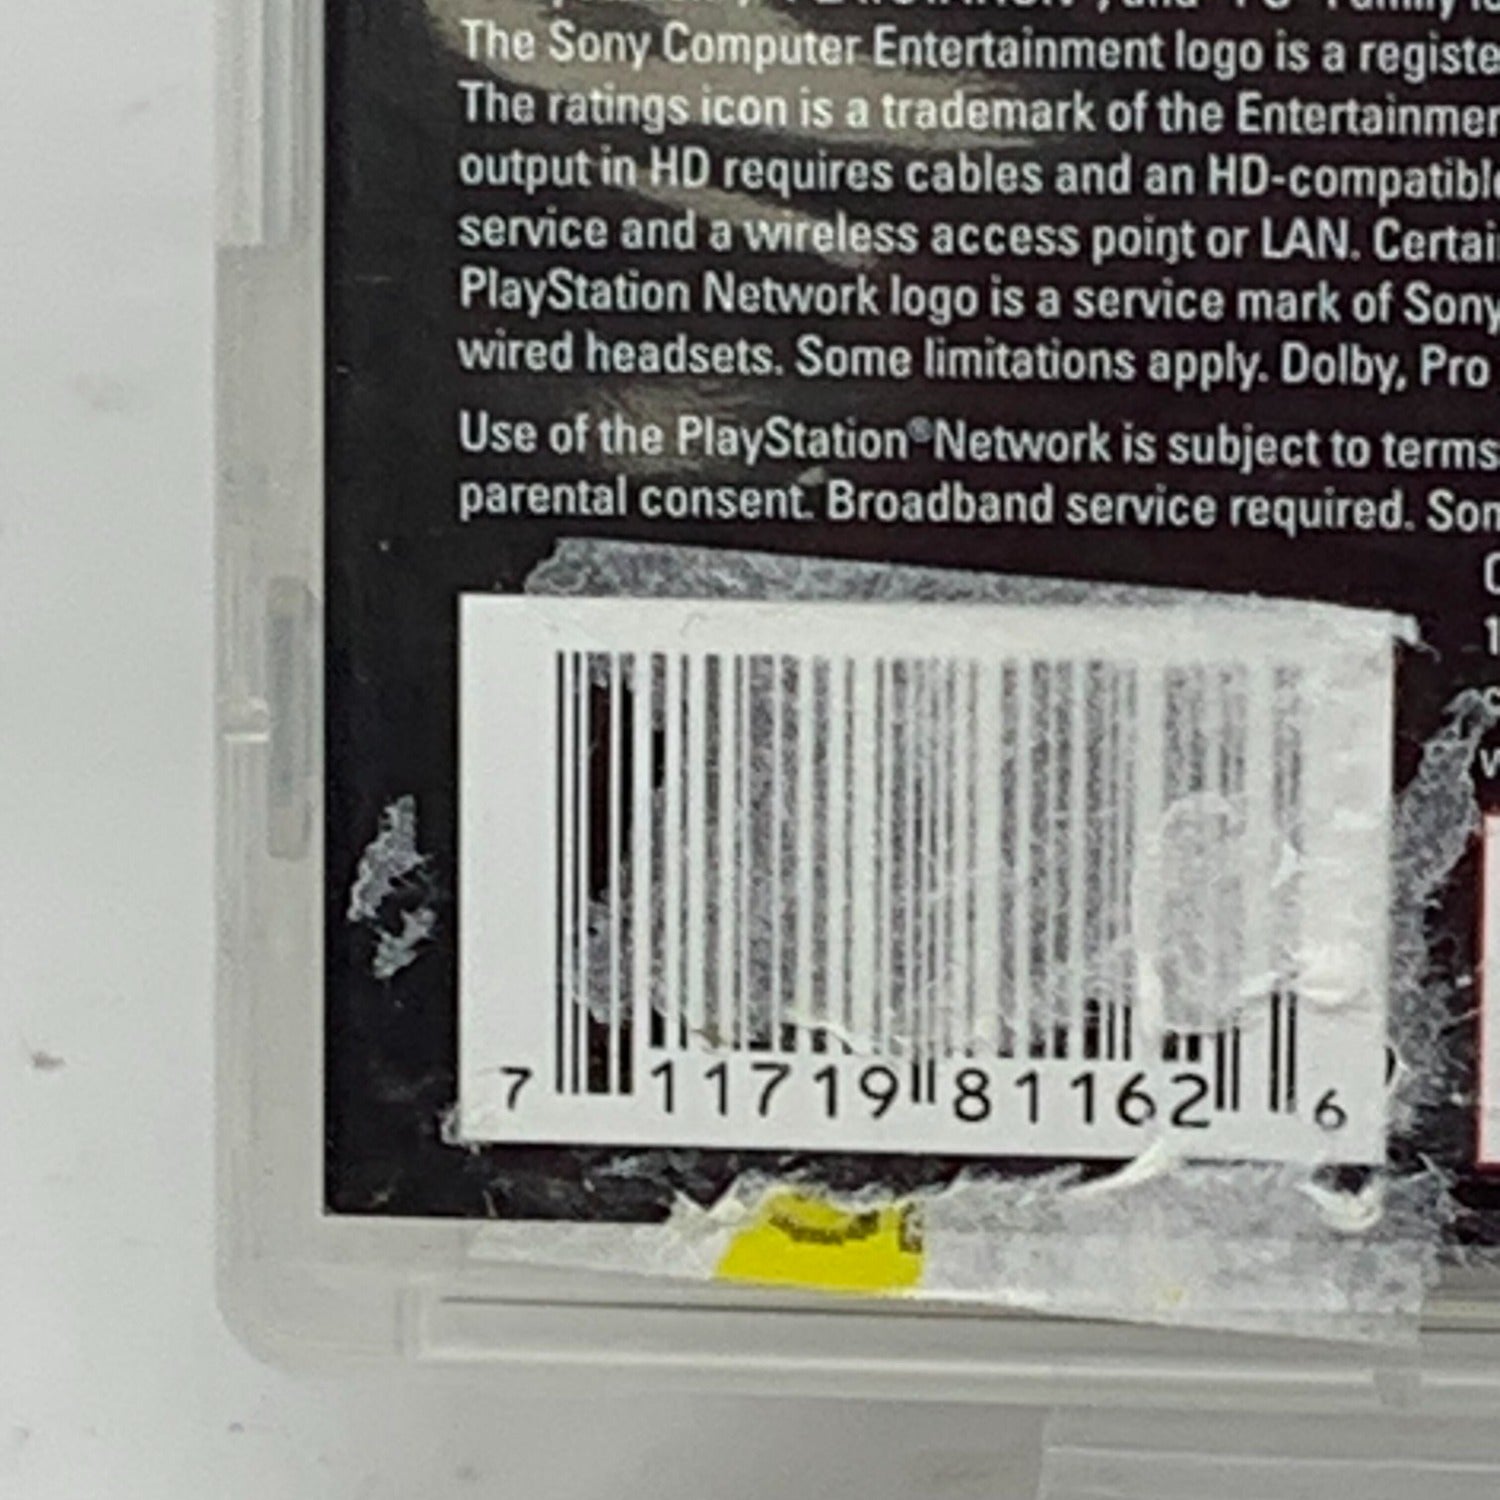 The Sony Computer Entertainment logo is a registe
The ratings icon is a trademark of the Entertainmen
output in HD requires cables and an HD-compatible
service and a wireless access point or LAN. Certain
PlayStation Network logo is a service mark of Sony
wired headsets. Some limitations apply. Dolby, Pro
Use of the PlayStation®Network is subject to terms
parental consent. Broadband service required. Som
7 11719 81162 6